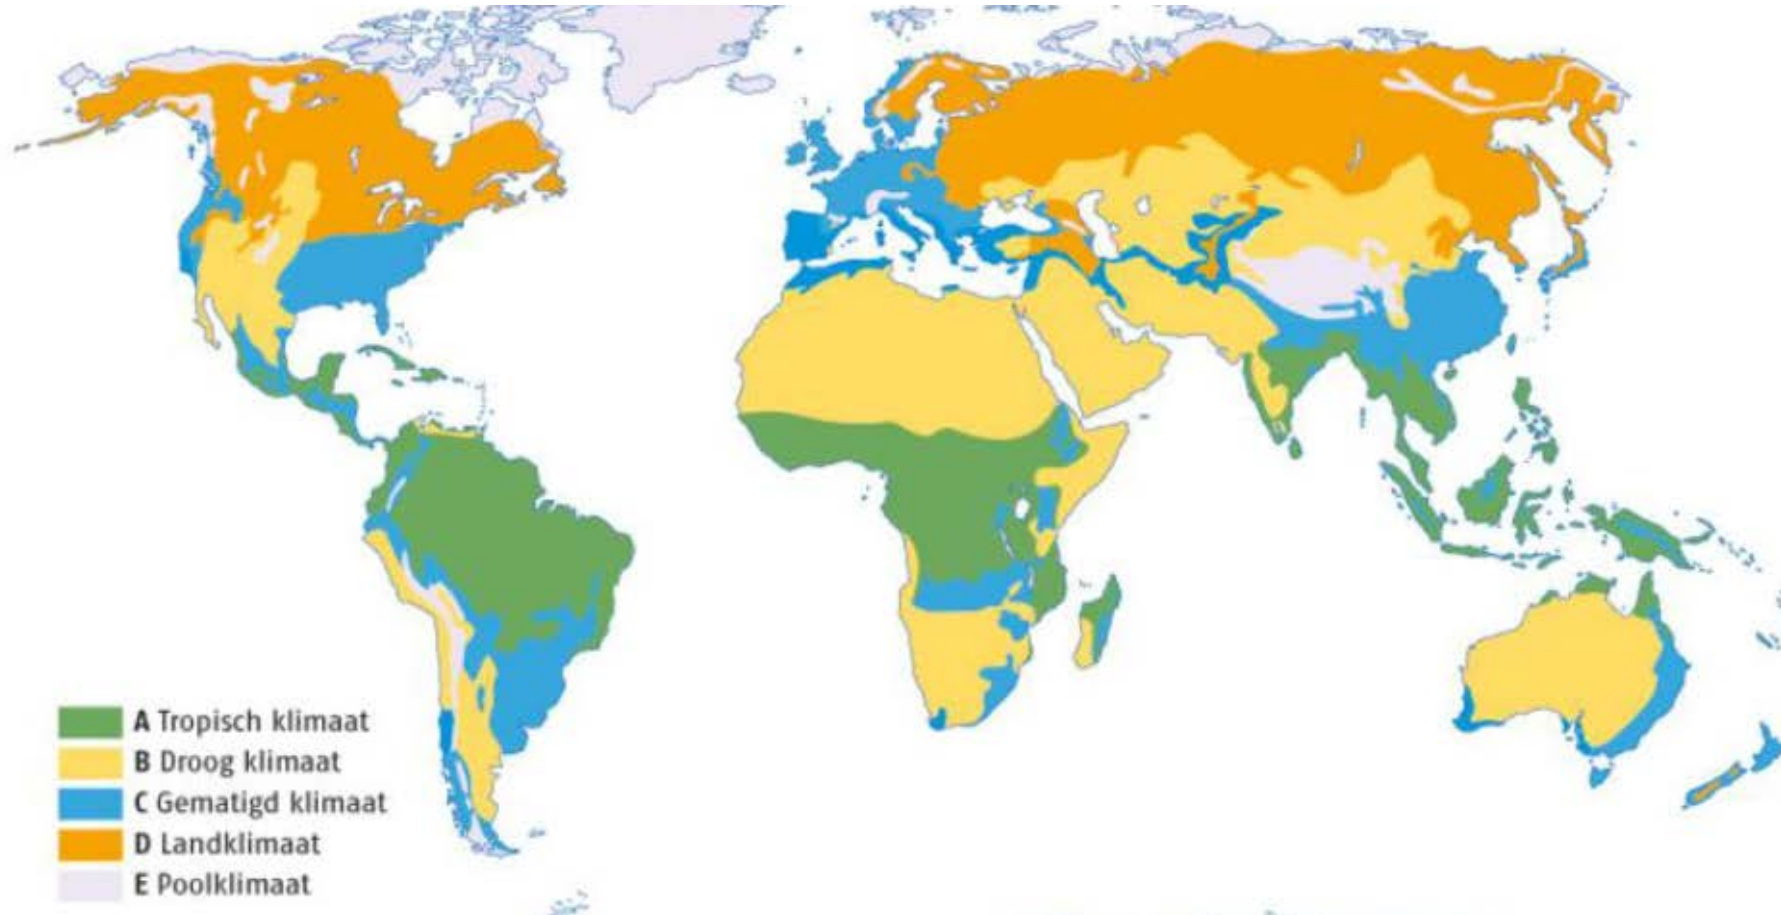 A Tropisch klimaat
B Droog klimaat
C Gematigd klimaat
D Landklimaat
E Poolklimaat